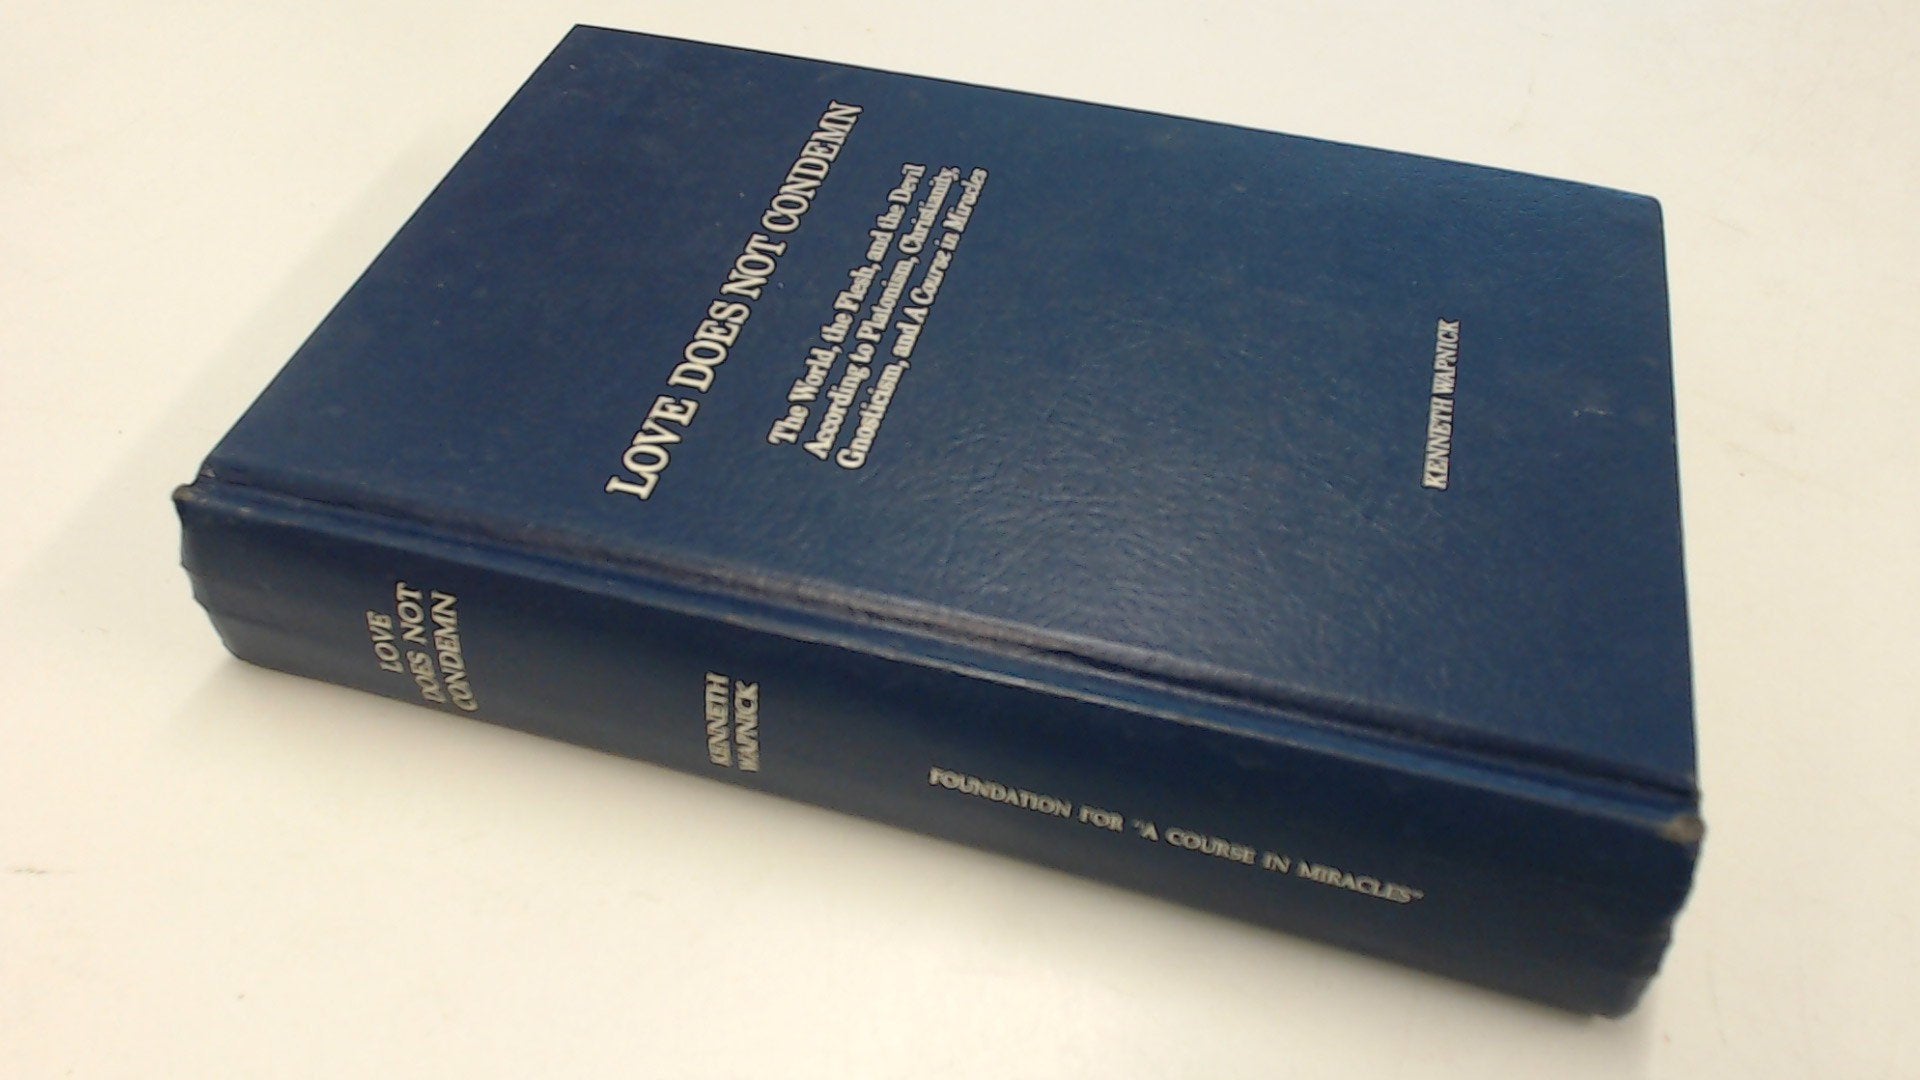 LOVE DOES NOT CONDEMN
The World, the Flesh, and the Devil
According to Platonism, Christianity,
Gnosticism, and A Course in Miracles
KENNETH WAPNICK
LOVE
DOES NOT
CONDEMN
KENNETH
WAPNICK
FOUNDATION FOR "A COURSE IN MIRACLES"